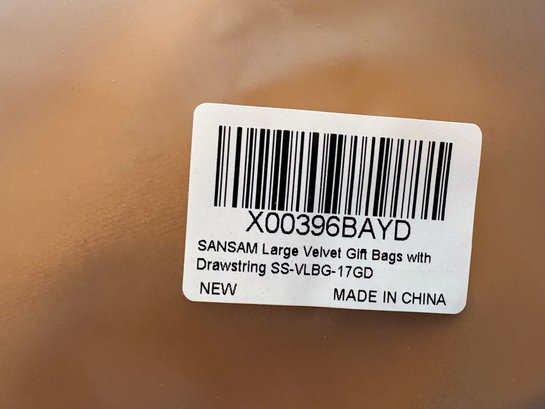 X00396BAYD
SANSAM Large Velvet Gift Bags with
Drawstring SS-VLBG-17GD
NEW MADE IN CHINA